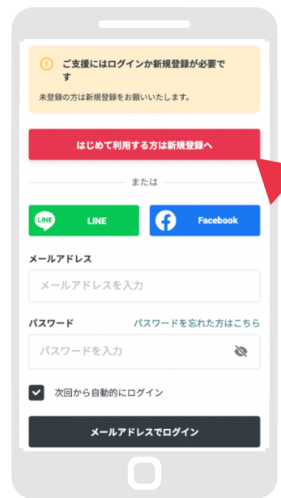 ご支援にはログインか新規登録が必要で
す
未登録の方は新規登録をお願いいたします。
はじめて利用する方は新規登録へ
または
LINE LINE
Facebook
メールアドレス
メールアドレスを入力
パスワード パスワードを忘れた方はこちら
パスワードを入力
次回から自動的にログイン
メールアドレスでログイン